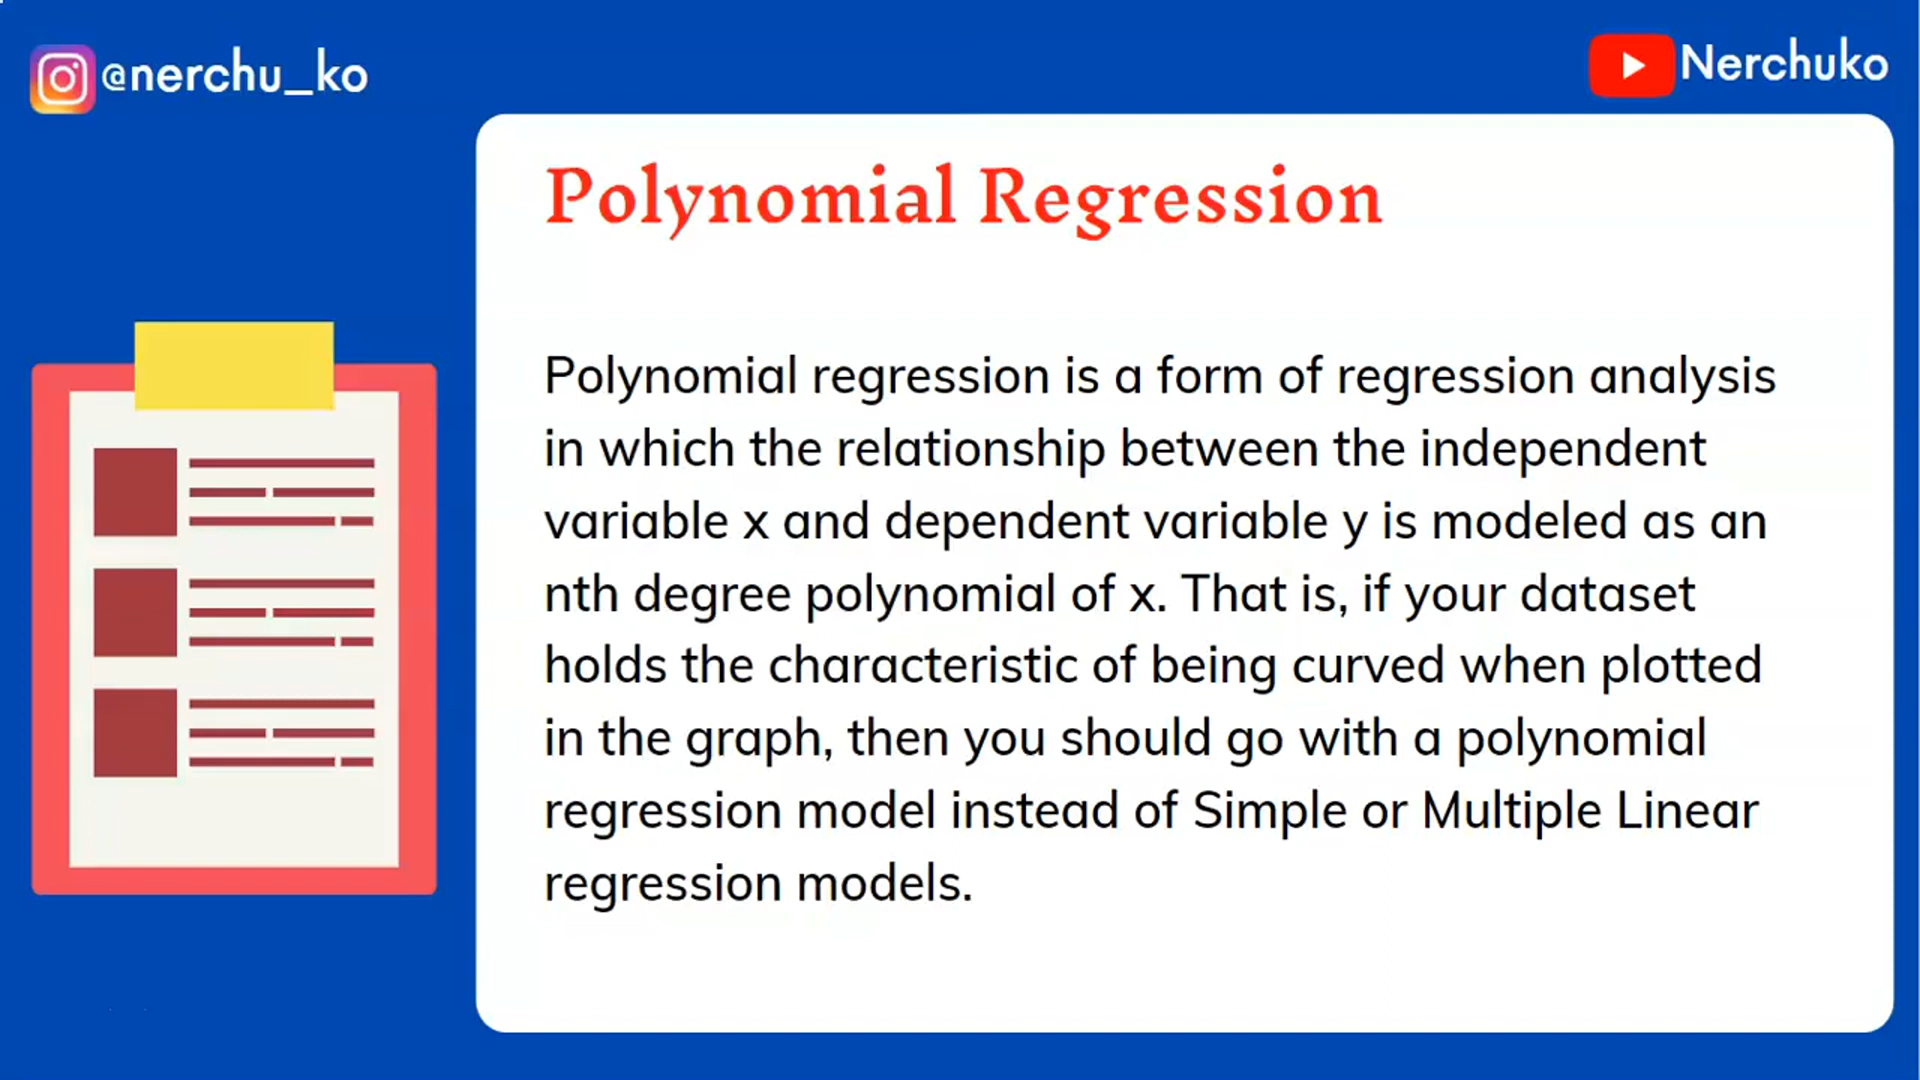 @nerchu_ko
Nerchuko
Polynomial Regression
Polynomial regression is a form of regression analysis
in which the relationship between the independent
variable x and dependent variable y is modeled as an
nth degree polynomial of x. That is, if your dataset
holds the characteristic of being curved when plotted
in the graph, then you should go with a polynomial
regression model instead of Simple or Multiple Linear
regression models.